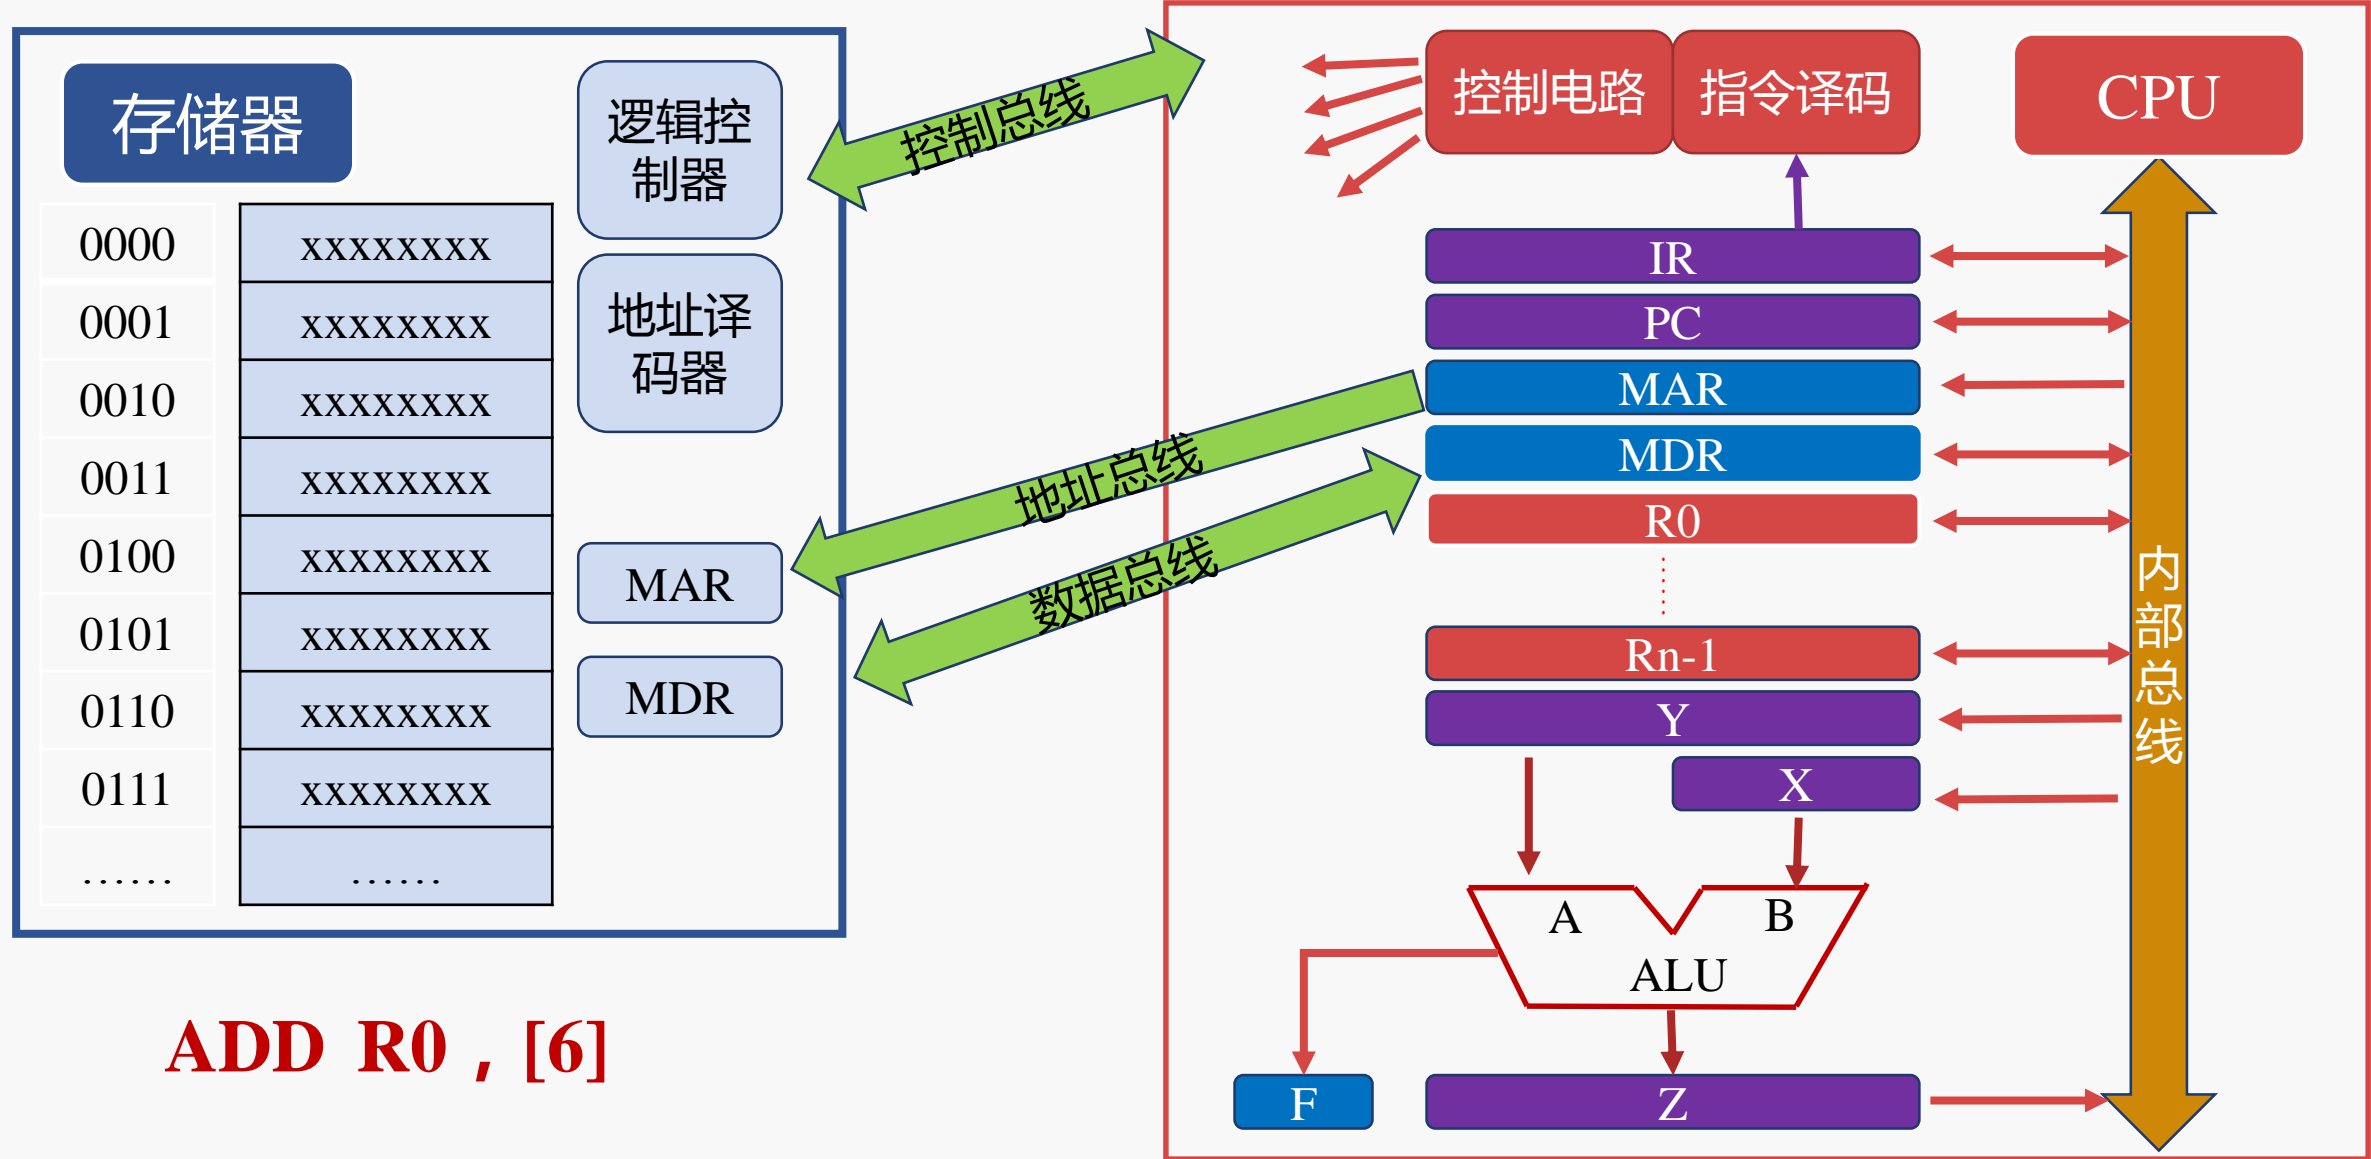 存储器
逻辑控
制器
地址译
码器
0000 xxxxxxxx
0001 xxxxxxxx
0010 xxxxxxxx
0011 xxxxxxxx
0100 xxxxxxxx
0101 xxxxxxxx
0110 xxxxxxxx
0111 xxxxxxxx
…… ……
MAR
MDR
ADD R0 , [6]
控制总线
地址总线
数据总线
控制电路
指令译码
CPU
IR
PC
MAR
MDR
R0
Rn-1
Y
X
A
B
ALU
F
Z
内
部
总
线